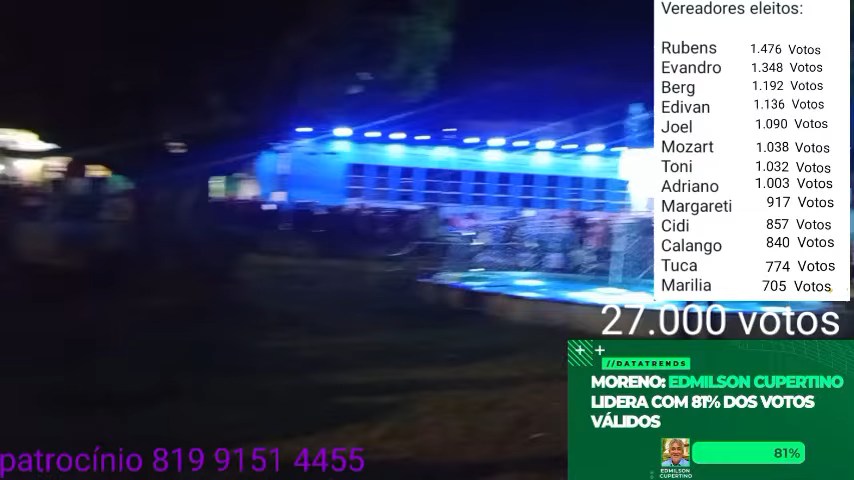 Vereadores eleitos:
Rubens 1.476 Votos
Evandro 1.348 Votos
Berg 1.192 Votos
Edivan 1.136 Votos
Joel 1.090 Votos
Mozart 1.038 Votos
Toni 1.032 Votos
Adriano 1.003 Votos
Margareti 917 Votos
Cidi 857 Votos
Calango 840 Votos
Tuca 774 Votos
Marilia 705 Votos
27.000 votos
//DATATRENDS
MORENO: EDMILSON CUPERTINO
LIDERA COM 81% DOS VOTOS
VÁLIDOS
81%
EDMILSON
CUPERTINO
patrocínio 819 9151 4455